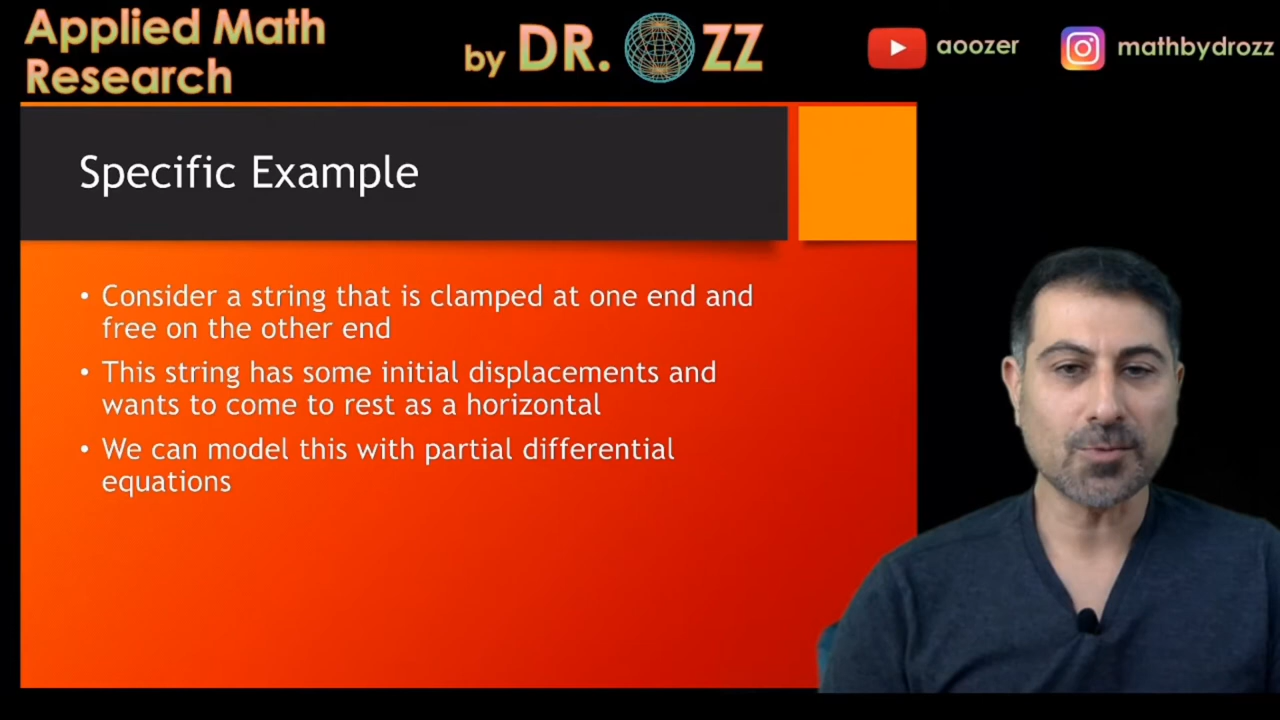 Applied Math
Research
by DR. OZZ
aoozer
mathbydrozz
Specific Example
• Consider a string that is clamped at one end and
free on the other end
• This string has some initial displacements and
wants to come to rest as a horizontal
• We can model this with partial differential
equations